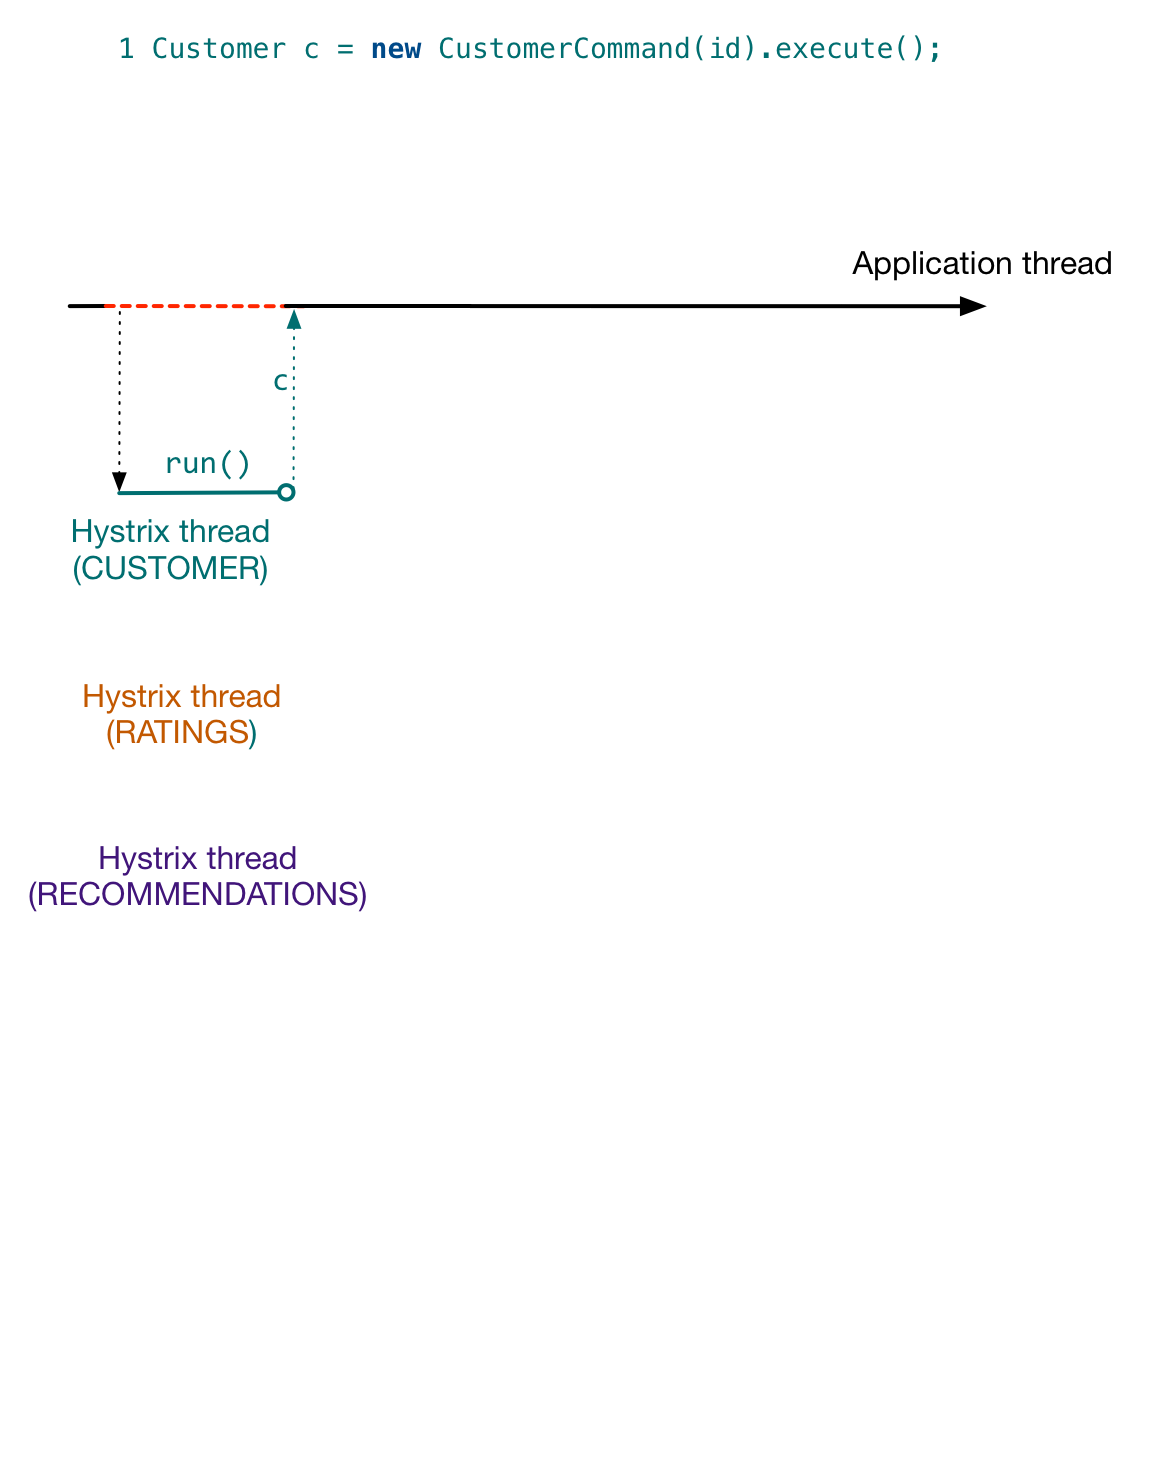 1 Customer c = new CustomerCommand(id).execute();
Application thread
c
run()
Hystrix thread
(CUSTOMER)
Hystrix thread
(RATINGS)
Hystrix thread
(RECOMMENDATIONS)